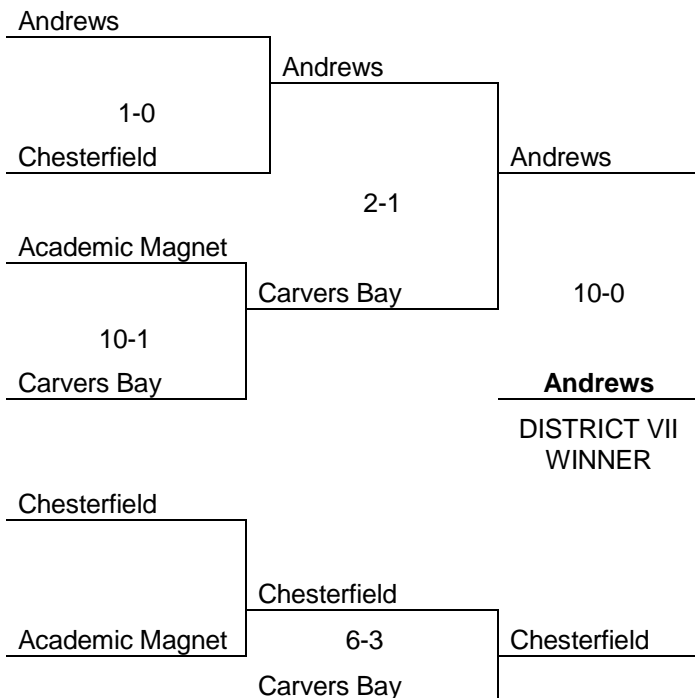 Andrews
Andrews
1-0
Chesterfield
Andrews
2-1
Academic Magnet
Carvers Bay
10-0
10-1
Carvers Bay
Andrews
DISTRICT VII
WINNER
Chesterfield
Chesterfield
Academic Magnet
6-3
Chesterfield
Carvers Bay